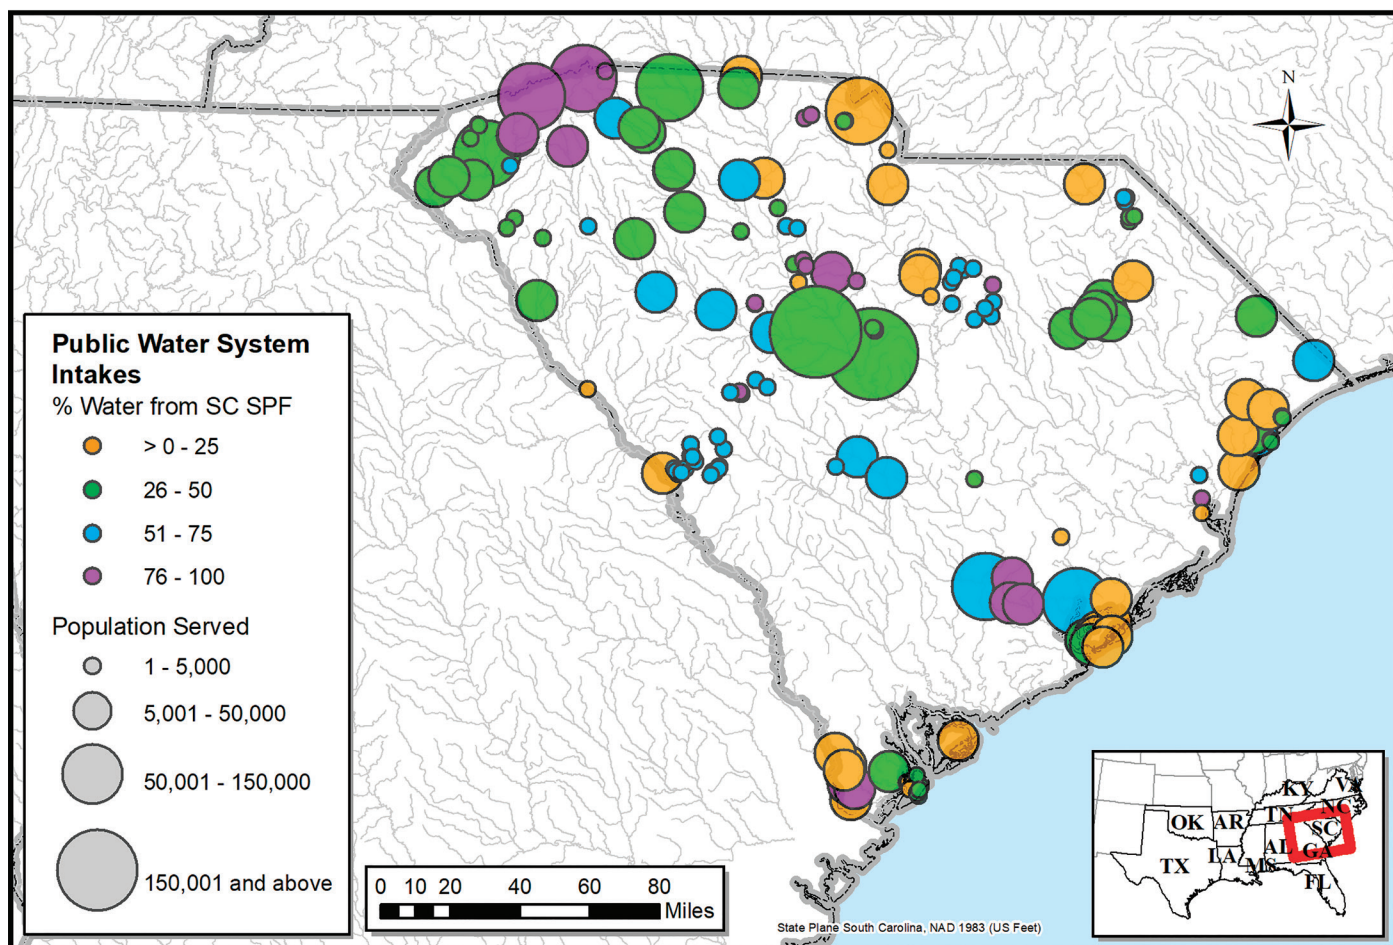 N
Public Water System
Intakes
% Water from SC SPF
> 0 - 25
26 - 50
51 - 75
76 - 100
Population Served
1 - 5,000
5,001 - 50,000
50,001 - 150,000
150,001 and above
0 10 20 40 60 80
Miles
State Plane South Carolina, NAD 1983 (US Feet)
KY VA
TN NC
OK AR SC
AL GA
LA MS
TX
FL